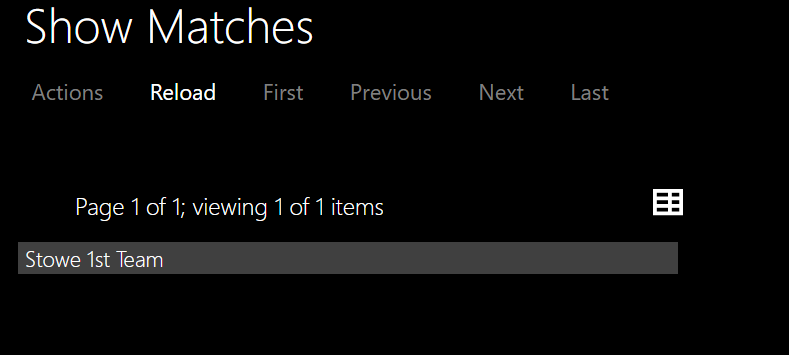 Show Matches
Actions Reload First Previous Next Last
Page 1 of 1; viewing 1 of 1 items
Stowe 1st Team